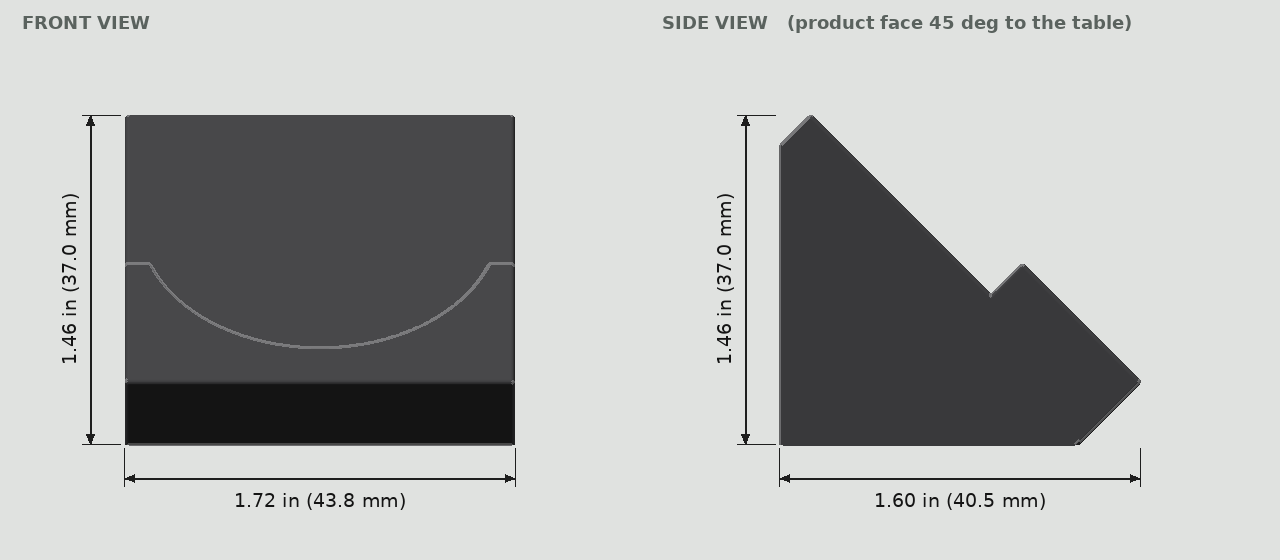 FRONT VIEW
SIDE VIEW (product face 45 deg to the table)
1.46 in (37.0 mm)
1.46 in (37.0 mm)
1.72 in (43.8 mm)
1.60 in (40.5 mm)